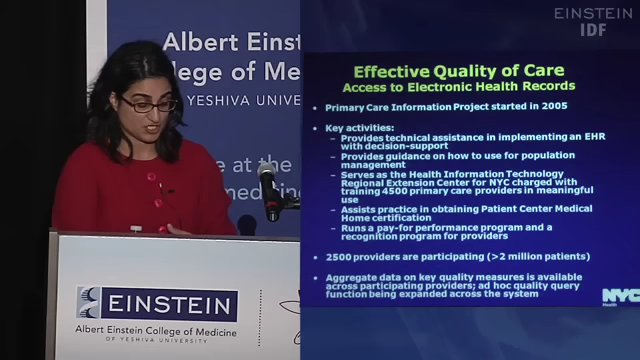 Albert Einst
College of Medi
YESHIVA UNIVER
e at the
medicin
EINSTEIN
Albert Einstein College of Medicine
OF YESHIVA UNIVERSITY
EINSTEIN
IDF
Effective Quality of Care
Access to Electronic Health Records
• Primary Care Information Project started in 2005
• Key activities:
– Provides technical assistance in implementing an EHR
with decision-support
– Provides guidance on how to use for population
management
– Serves as the Health Information Technology
Regional Extension Center for NYC charged with
training 4500 primary care providers in meaningful
use
– Assists practice in obtaining Patient Center Medical
Home certification
– Runs a pay-for performance program and a
recognition program for providers
• 2500 providers are participating (>2 million patients)
• Aggregate data on key quality measures is available
across participating providers; ad hoc quality query
function being expanded across the system
NYC
Health